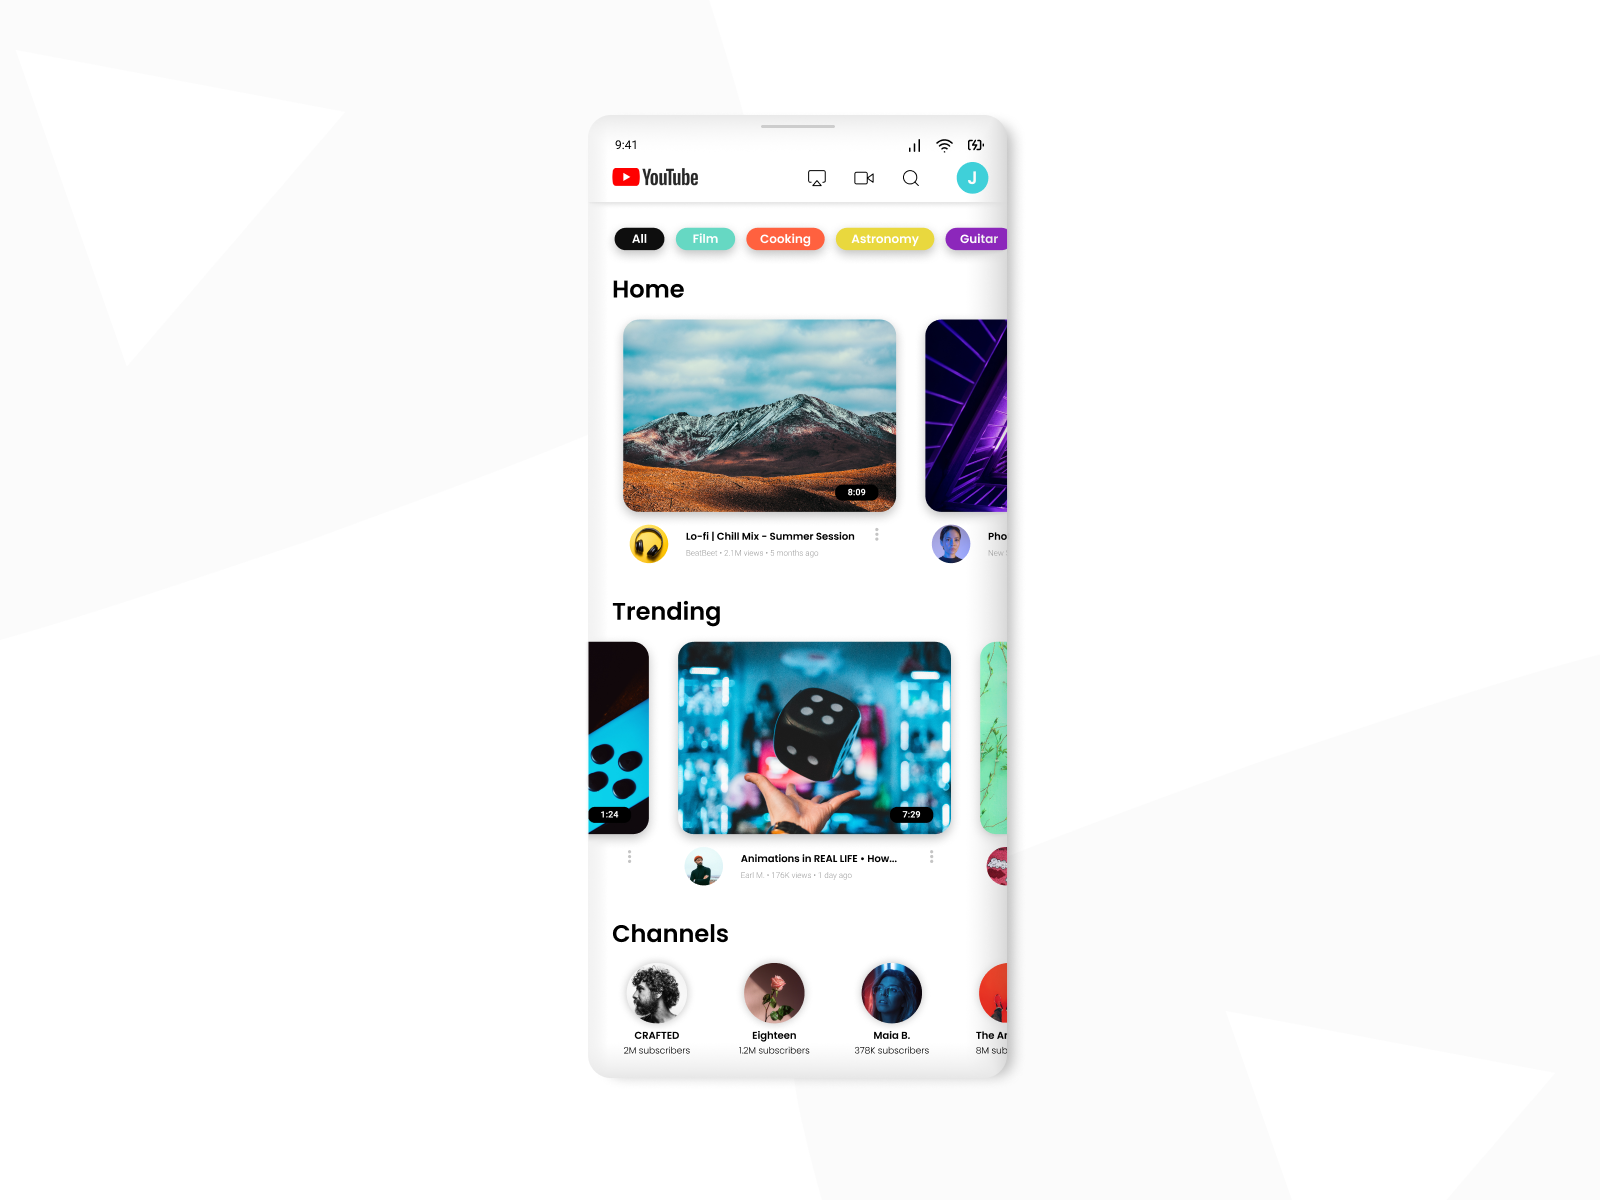 9:41
YouTube
J
All Film Cooking Astronomy Guitar
Home
8:09
Lo-fi | Chill Mix - Summer Session
BeatBeet • 2.1M views • 5 months ago
Pho
New
Trending
1:24
7:29
Animations in REAL LIFE • How...
Earl M. • 176K views • 1 day ago
Channels
CRAFTED Eighteen Maia B. The Ar
2M subscribers 1.2M subscribers 378K subscribers 8M sub